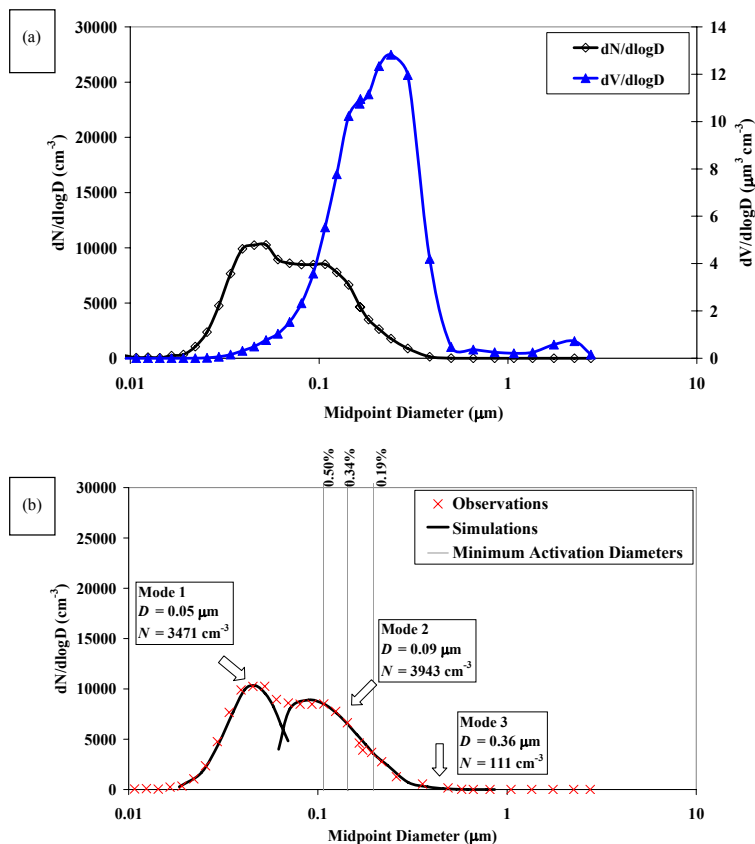 (a)
30000
25000
20000
15000
10000
5000
0
dN/dlogD (cm⁻³)
14
12
10
8
6
4
2
0
dV/dlogD (μm³ cm⁻³)
dN/dlogD
dV/dlogD
0.01 0.1 1 10
Midpoint Diameter (μm)
(b)
0.50%
0.34%
0.19%
30000
25000
20000
15000
10000
5000
0
dN/dlogD (cm⁻³)
Observations
Simulations
Minimum Activation Diameters
Mode 1
D = 0.05 μm
N = 3471 cm⁻³
Mode 2
D = 0.09 μm
N = 3943 cm⁻³
Mode 3
D = 0.36 μm
N = 111 cm⁻³
0.01 0.1 1 10
Midpoint Diameter (μm)